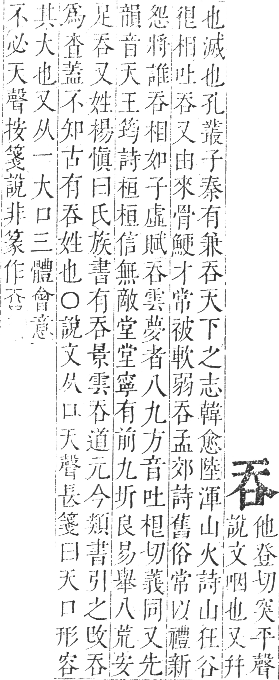 吞
他登切㬿平聲
說文咽也又幷
也滅也孔叢子秦有兼吞天下之志韓愈陸渾山火詩山狂谷
很相吐吞又由來骨鯁才常被軟弱吞孟郊詩舊俗常以禮新
怨將誰吞相如子虛賦吞雲夢者八九方音吐根切義同又先
韻音天王筠詩桓桓信無敵堂堂寧有前九圻良易舉八荒安
足吞又姓楊愼曰氏族書有吞景雲吞道元今類書引之改吞
爲査蓋不知古有吞姓也○說文从口天聲長箋曰天口形容
其大也又从一大口三體會意
不必天聲按箋說非篆作吞